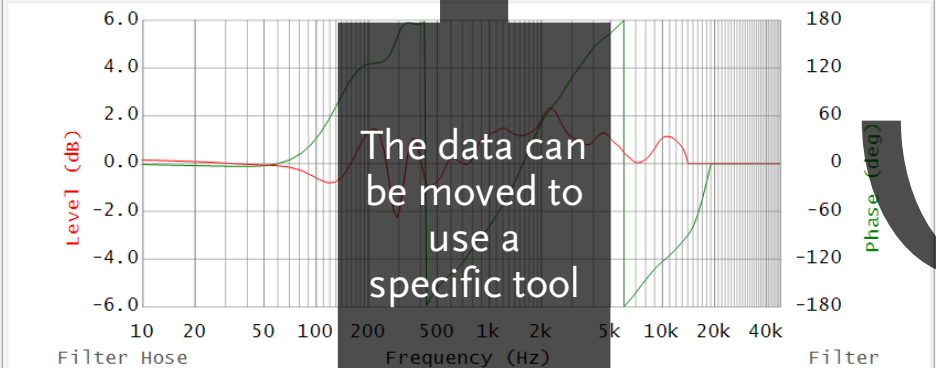 6.0
180
4.0
120
2.0
60
0.0
0
-2.0
-60
-4.0
-120
-6.0
-180
Level (dB)
Phase (deg)
The data can
be moved to
use a
specific tool
10 20 50 100 200 500 1k 2k 5k 10k 20k 40k
Filter Hose Frequency (Hz) Filter